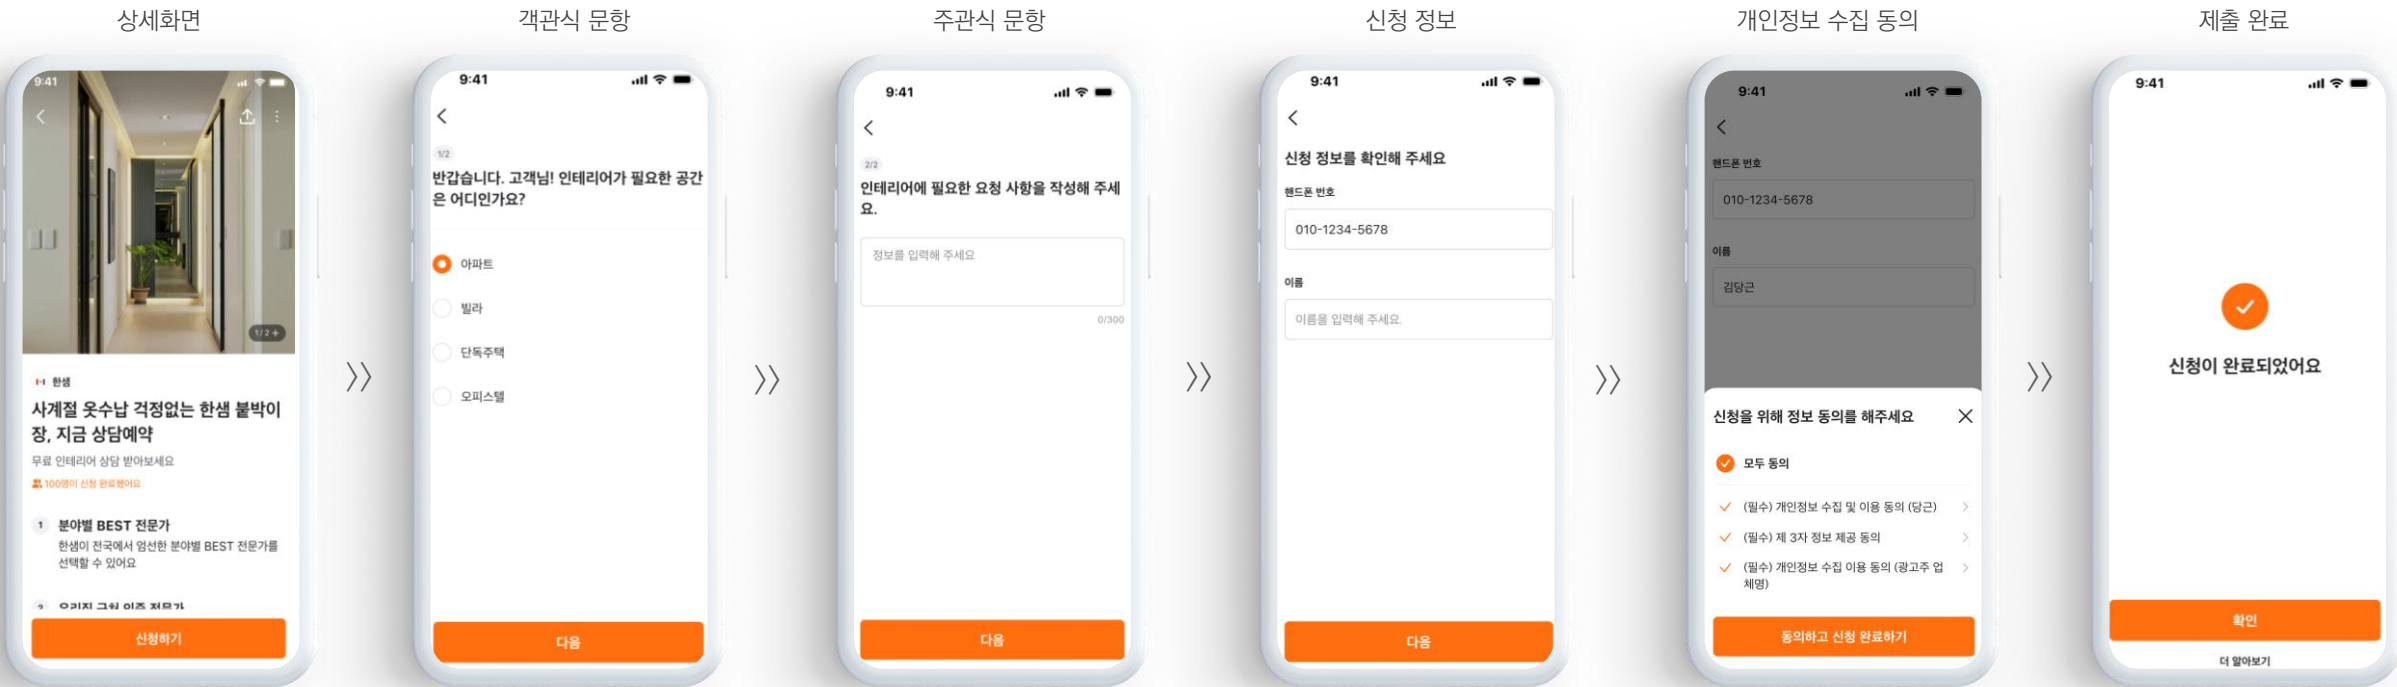 상세화면
9:41
1/2 +
한샘
사계절 옷수납 걱정없는 한샘 붙박이
장, 지금 상담예약
무료 인테리어 상담 받아보세요
100명이 신청 완료했어요
1 분야별 BEST 전문가
한샘이 전국에서 엄선한 분야별 BEST 전문가를
선택할 수 있어요
신청하기
객관식 문항
9:41
1/2
반갑습니다. 고객님! 인테리어가 필요한 공간
은 어디인가요?
아파트
빌라
단독주택
오피스텔
다음
주관식 문항
9:41
2/2
인테리어에 필요한 요청 사항을 작성해 주세
요.
정보를 입력해 주세요
0/300
다음
신청 정보
9:41
신청 정보를 확인해 주세요
핸드폰 번호
010-1234-5678
이름
이름을 입력해 주세요.
다음
개인정보 수집 동의
9:41
핸드폰 번호
010-1234-5678
이름
김당근
신청을 위해 정보 동의를 해주세요
모두 동의
(필수) 개인정보 수집 및 이용 동의 (당근)
(필수) 제 3자 정보 제공 동의
(필수) 개인정보 수집 이용 동의 (광고주 업
체명)
동의하고 신청 완료하기
제출 완료
9:41
신청이 완료되었어요
확인
더 알아보기